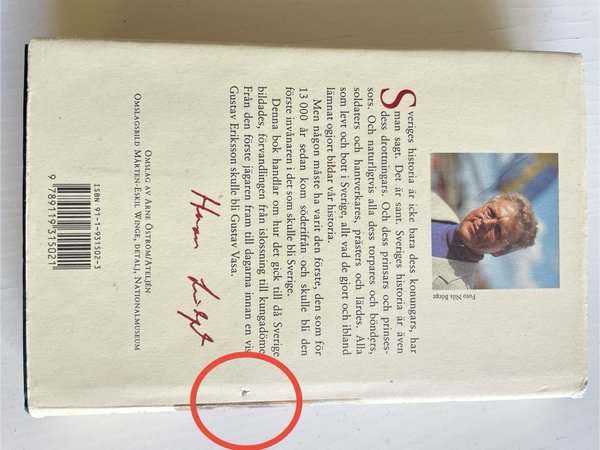 Foto Nils Börge
Sveriges historia är icke bara dess konungars, har
man sagt. Det är sant. Sveriges historia är även
dess drottningars. Och dess prinsars och prinses-
sors. Och naturligtvis alla dess torpares och bönders,
soldaters och hantverkares, prästers och lärdes. Alla
som levt och bott i Sverige, allt vad de gjort och ibland
lämnat ogjort bildar vår historia.
Men någon måste ha varit den förste, den som för
13 000 år sedan kom söderifrån och skulle bli den
förste invånaren i det som skulle bli Sverige.
Denna bok handlar om hur det gick till då Sverige
bildades, förvandlingen från islossning till kungadöme
Från den förste jägaren fram till dagarna innan en vis
Gustav Eriksson skulle bli Gustav Vasa.
ISBN 91-1-931502-3
9 789119 315021
OMSLAG AV ARNE ÖSTROM/ATELJÉN
OMSLAGSBILD MÅRTEN-ESKIL WINGE, DETALJ, NATIONALMUSEUM